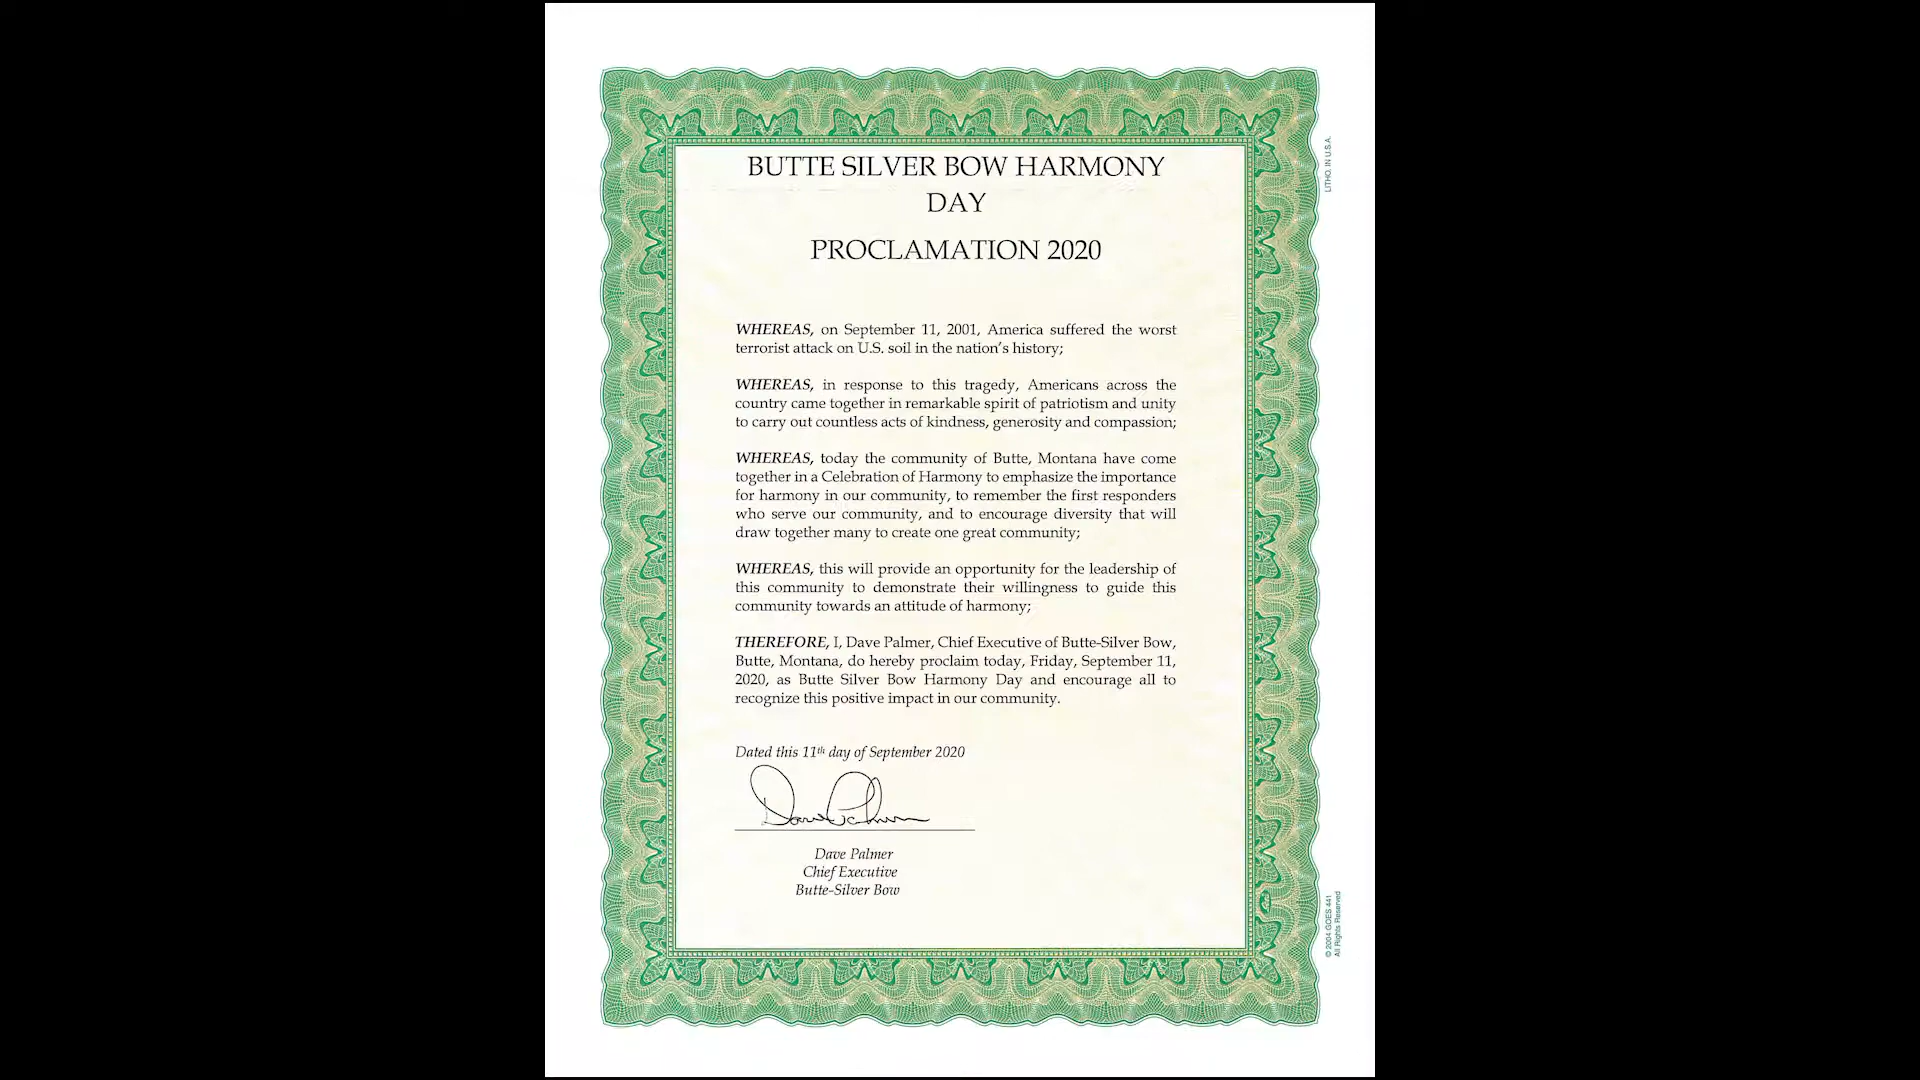 BUTTE SILVER BOW HARMONY
DAY
PROCLAMATION 2020
WHEREAS, on September 11, 2001, America suffered the worst
terrorist attack on U.S. soil in the nation's history;
WHEREAS, in response to this tragedy, Americans across the
country came together in remarkable spirit of patriotism and unity
to carry out countless acts of kindness, generosity and compassion;
WHEREAS, today the community of Butte, Montana have come
together in a Celebration of Harmony to emphasize the importance
for harmony in our community, to remember the first responders
who serve our community, and to encourage diversity that will
draw together many to create one great community;
WHEREAS, this will provide an opportunity for the leadership of
this community to demonstrate their willingness to guide this
community towards an attitude of harmony;
THEREFORE, I, Dave Palmer, Chief Executive of Butte-Silver Bow,
Butte, Montana, do hereby proclaim today, Friday, September 11,
2020, as Butte Silver Bow Harmony Day and encourage all to
recognize this positive impact in our community.
Dated this 11th day of September 2020
Dave Palmer
Dave Palmer
Chief Executive
Butte-Silver Bow
LITHO. IN U.S.A.
© 2004 GOES 441
All Rights Reserved